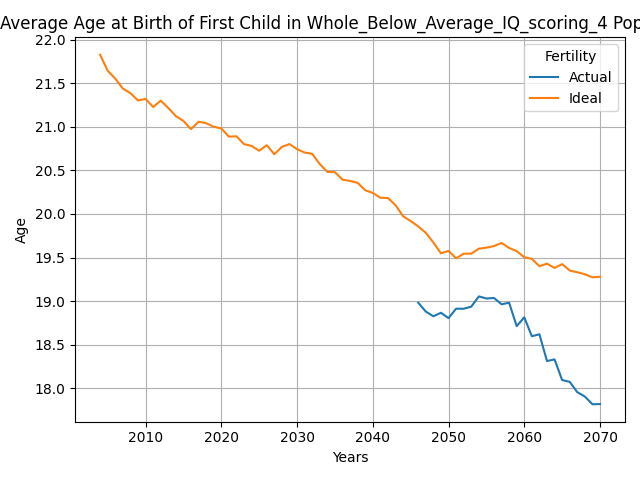 Average Age at Birth of First Child in Whole_Below_Average_IQ_scoring_4 Pop
22.0
21.5
21.0
20.5
20.0
19.5
19.0
18.5
18.0
Age
Fertility
Actual
Ideal
2010 2020 2030 2040 2050 2060 2070
Years